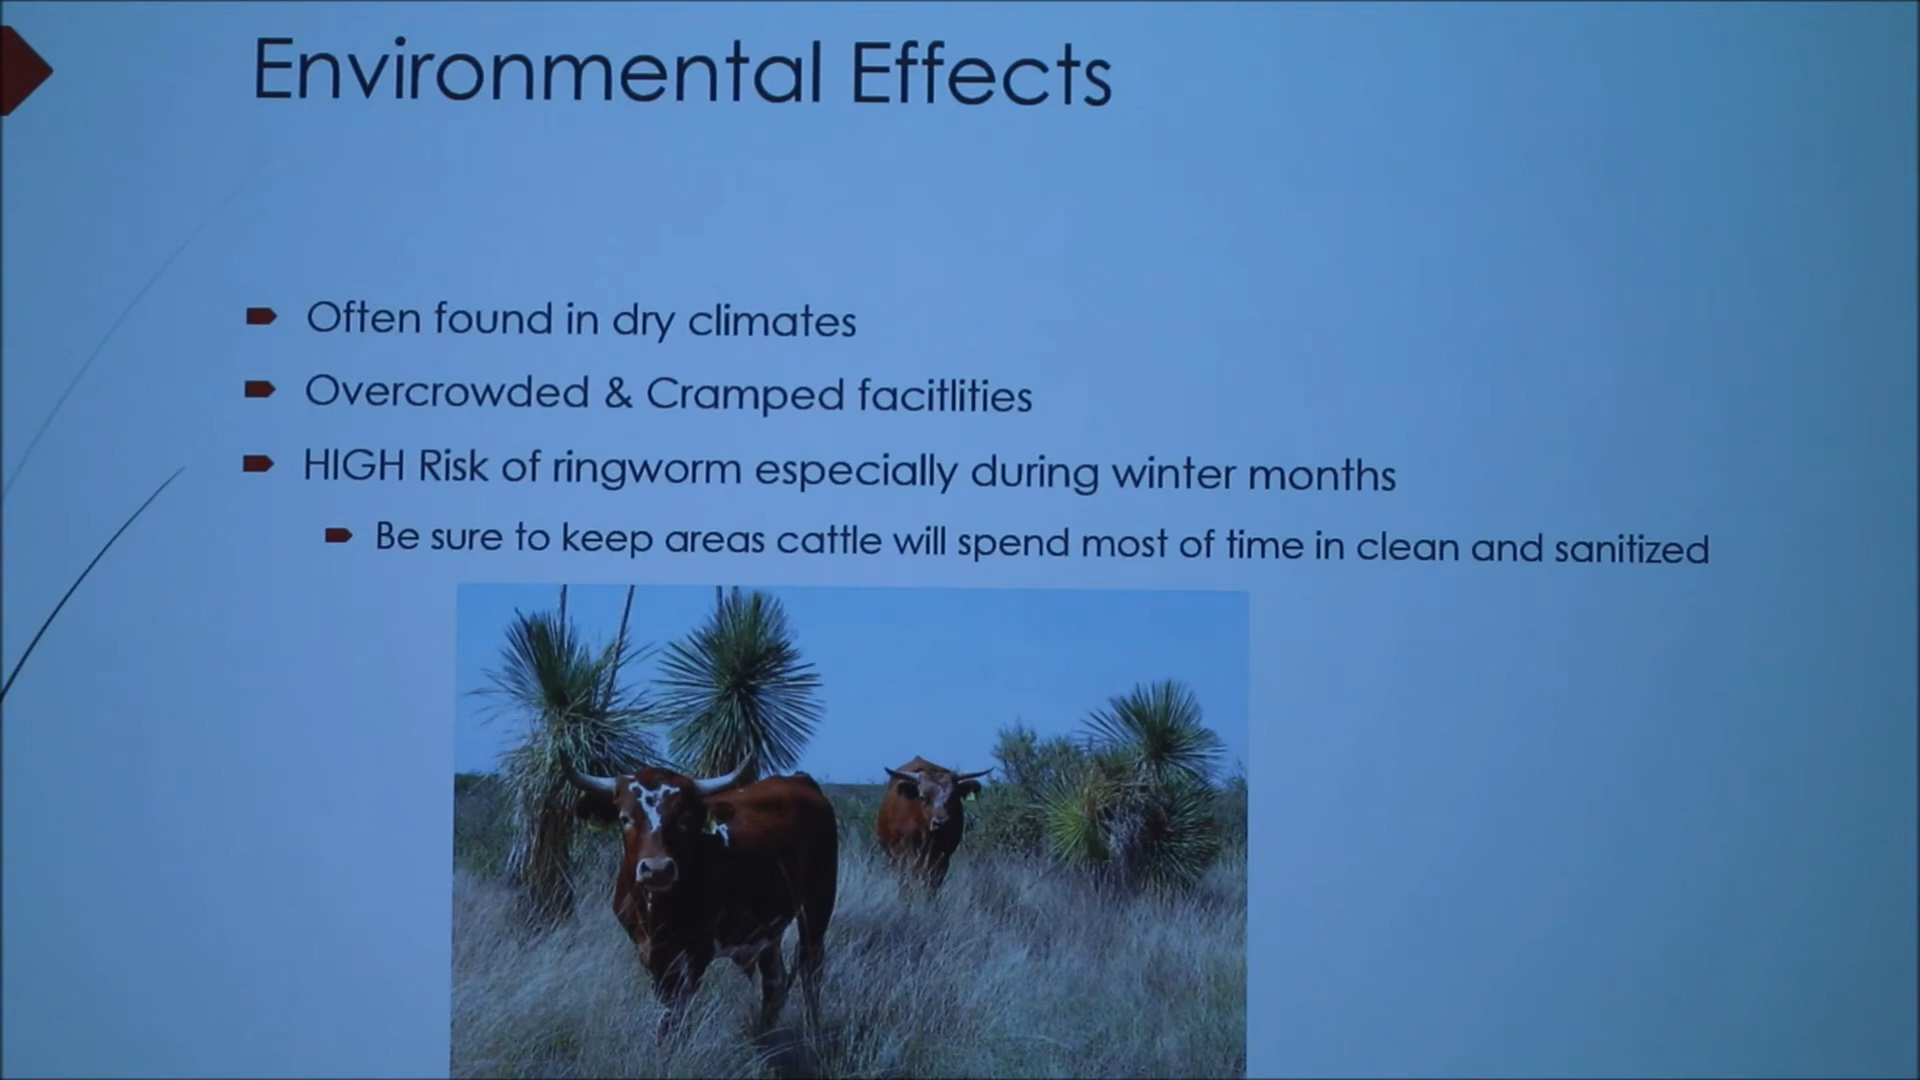 Environmental Effects
Often found in dry climates
Overcrowded & Cramped facitlities
HIGH Risk of ringworm especially during winter months
Be sure to keep areas cattle will spend most of time in clean and sanitized